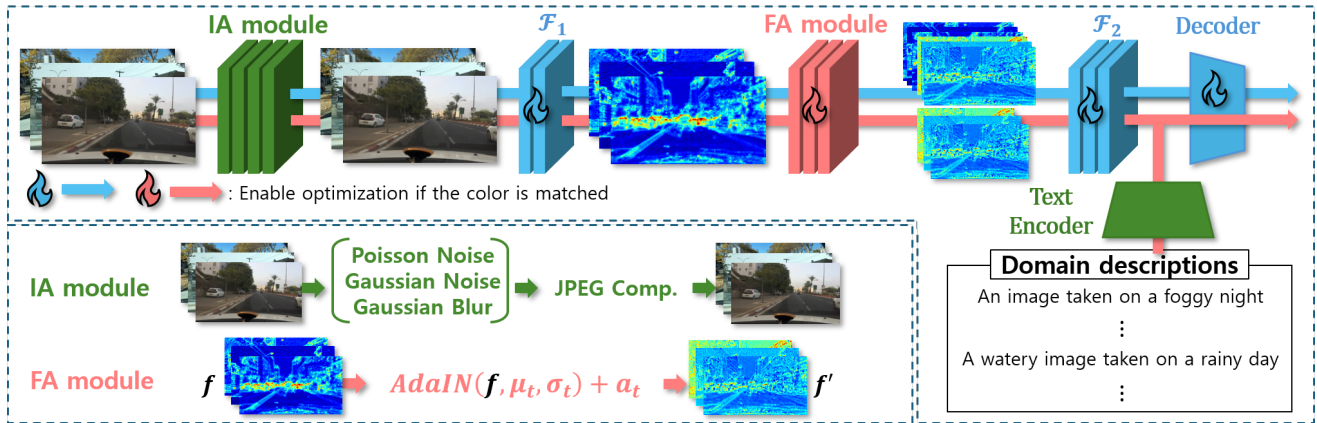 IA module
ℱ₁
FA module
ℱ₂
Decoder
: Enable optimization if the color is matched
Text
Encoder
Domain descriptions
An image taken on a foggy night
⋮
A watery image taken on a rainy day
⋮
IA module
Poisson Noise
Gaussian Noise
Gaussian Blur
JPEG Comp.
FA module
f
AdaIN(f, μₜ, σₜ) + aₜ
f′